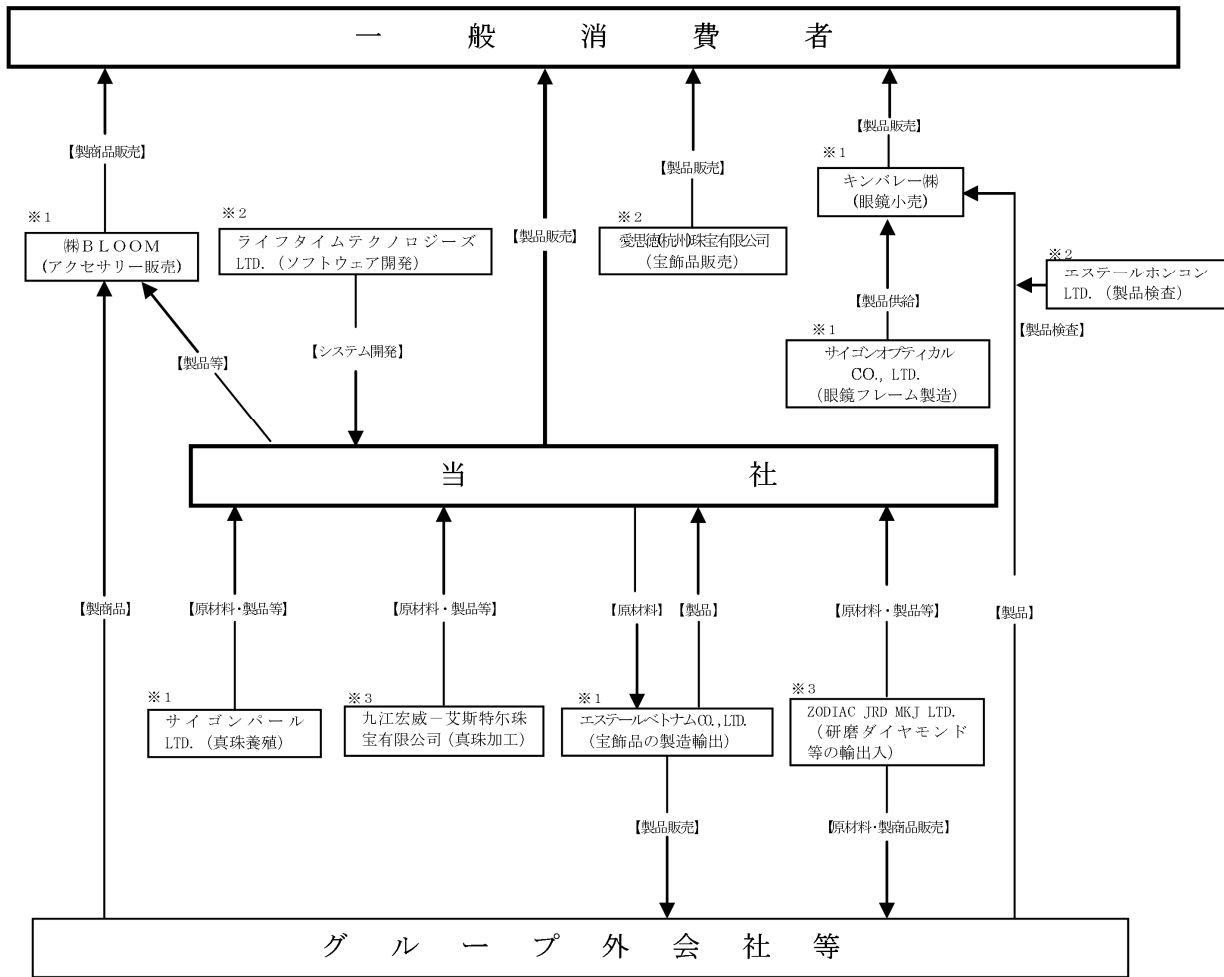 一般消費者
【製品販売】
【製商品販売】
※1
【製品販売】
キンバレー㈱
(眼鏡小売)
※1
※2
※2
㈱BLOOM
(アクセサリー販売)
ライフタイムテクノロジーズ
LTD.（ソフトウェア開発）
【製品販売】
愛思徳(杭州)珠宝有限公司
（宝飾品販売）
※2
エステールホンコン
LTD.（製品検査）
【製品供給】
【製品検査】
※1
【製品等】
【システム開発】
サイゴンオプティカル
CO., LTD.
（眼鏡フレーム製造）
当社
【製商品】
【原材料・製品等】
【原材料・製品等】
【原材料】
【製品】
【原材料・製品等】
【製品】
※1
※3
※1
※3
サイゴンパール
LTD.（真珠養殖）
九江宏威－艾斯特尔珠
宝有限公司（真珠加工）
エステールベトナムCO., LTD.
（宝飾品の製造輸出）
ZODIAC JRD MKJ LTD.
（研磨ダイヤモンド
等の輸出入）
【製品販売】
【原材料・製商品販売】
グループ外会社等